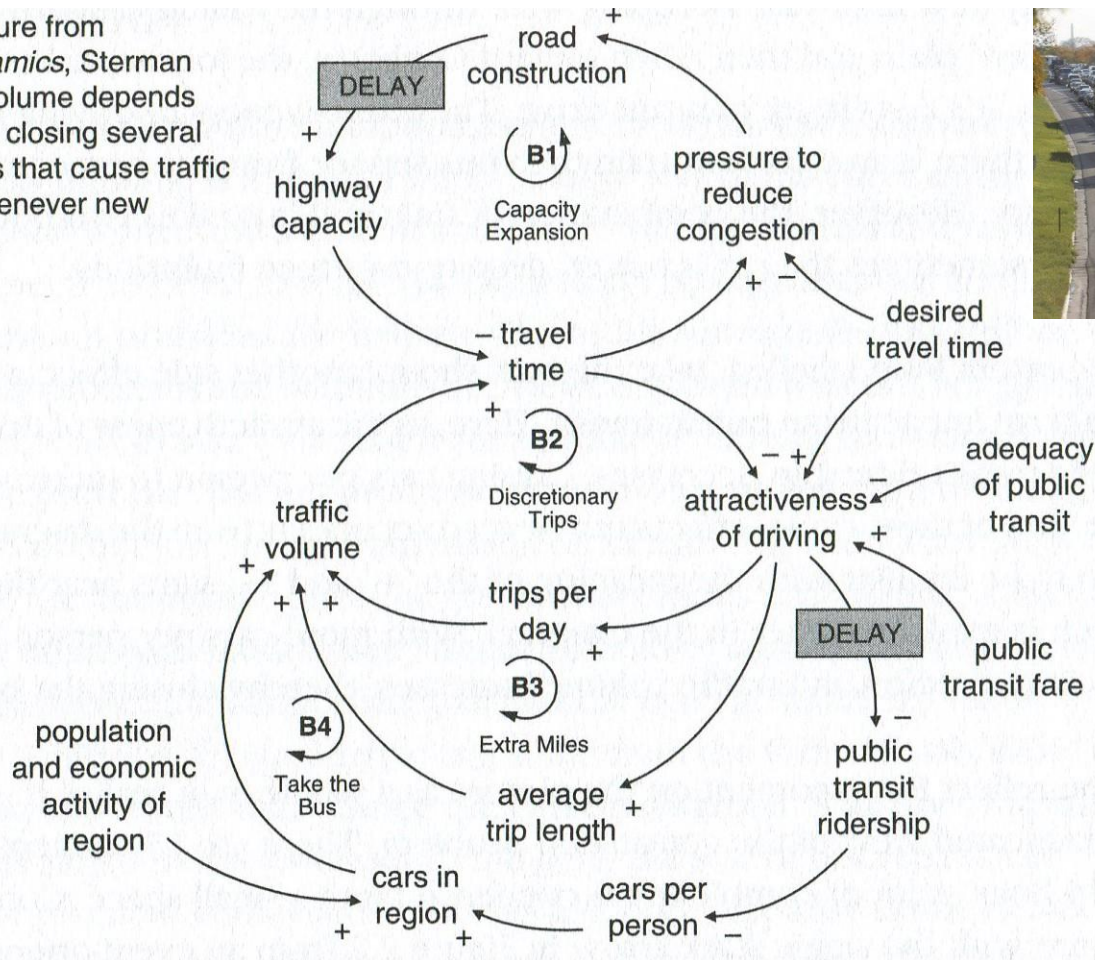 ure from
amics, Sterman
olume depends
closing several
s that cause traffic
enever new
+
road
construction
DELAY
+
highway
capacity
B1
Capacity
Expansion
pressure to
reduce
congestion
+
desired
travel time
– travel
time
+
B2
Discretionary
Trips
– +
attractiveness
of driving
–
+
adequacy
of public
transit
traffic
volume
+
+ +
trips per
day
+
DELAY
public
transit fare
B3
Extra Miles
B4
Take the
Bus
population
and economic
activity of
region
average
trip length
+
–
public
transit
ridership
cars in
region
+
+
cars per
person
–